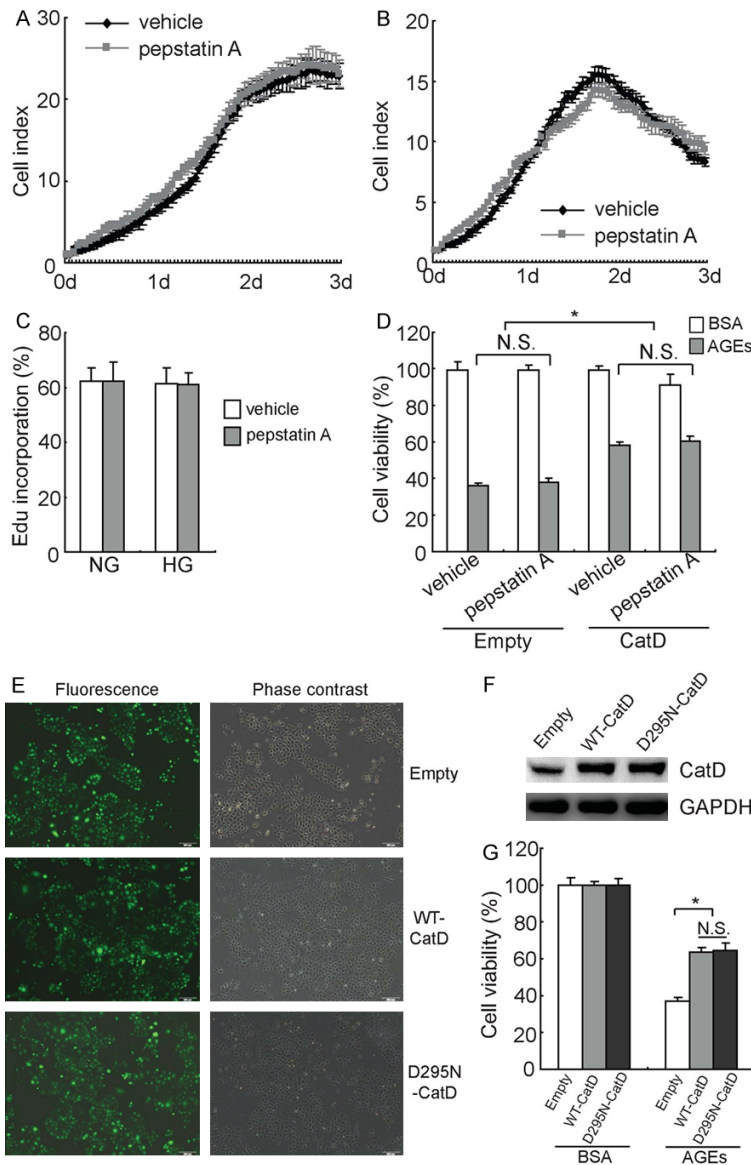 A
30
20
10
0
Cell index
vehicle
pepstatin A
0d 1d 2d 3d
B
20
15
10
5
0
Cell index
vehicle
pepstatin A
0d 1d 2d 3d
C
80
60
40
20
0
Edu incorporation (%)
NG HG
vehicle
pepstatin A
D
120
100
80
60
40
20
0
Cell viability (%)
*
N.S. N.S.
BSA
AGEs
vehicle pepstatin A vehicle pepstatin A
Empty CatD
E
Fluorescence Phase contrast
Empty
WT-
CatD
D295N
-CatD
F
Empty WT-CatD D295N-CatD
CatD
GAPDH
G
120
100
80
60
40
20
0
Cell viability (%)
*
N.S.
Empty WT-CatD D295N-CatD Empty WT-CatD D295N-CatD
BSA AGEs